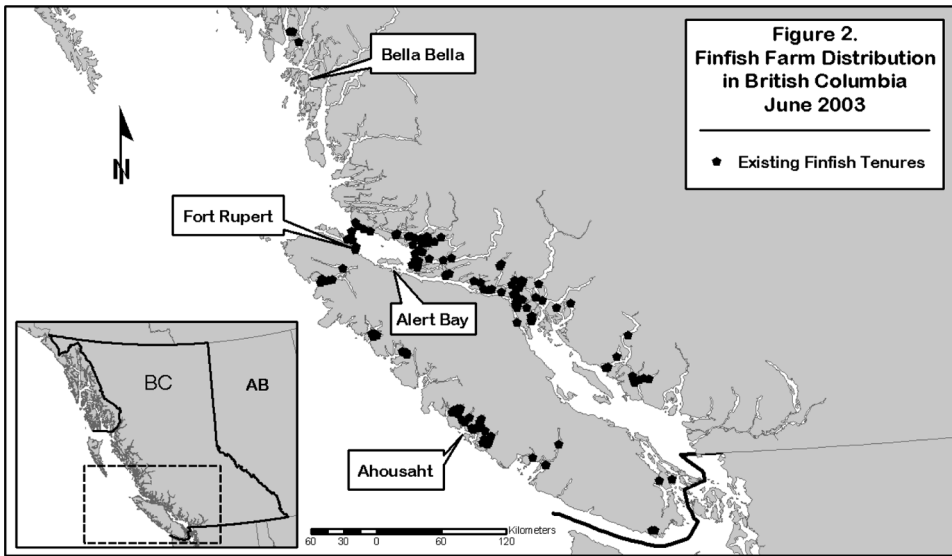 Figure 2.
Finfish Farm Distribution
in British Columbia
June 2003
Existing Finfish Tenures
Bella Bella
N
Fort Rupert
Alert Bay
BC
AB
Ahousaht
Kilometers
60 30 0 60 120